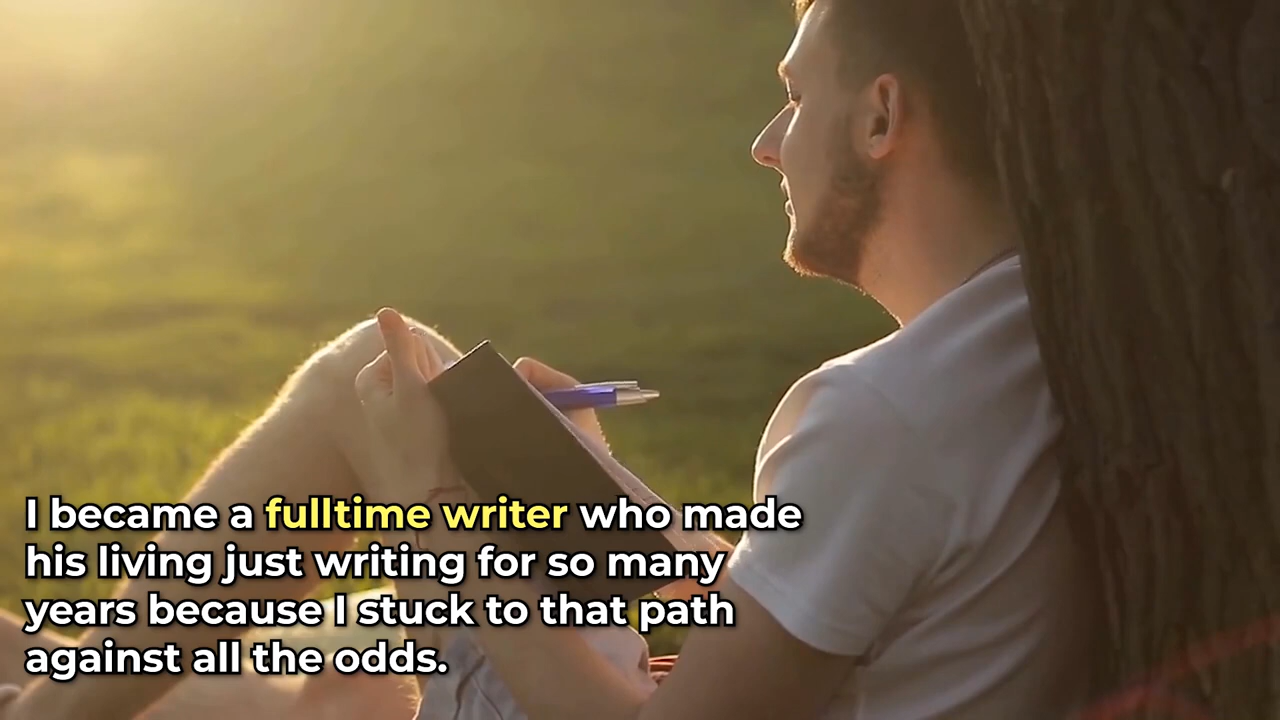 I became a fulltime writer who made
his living just writing for so many
years because I stuck to that path
against all the odds.